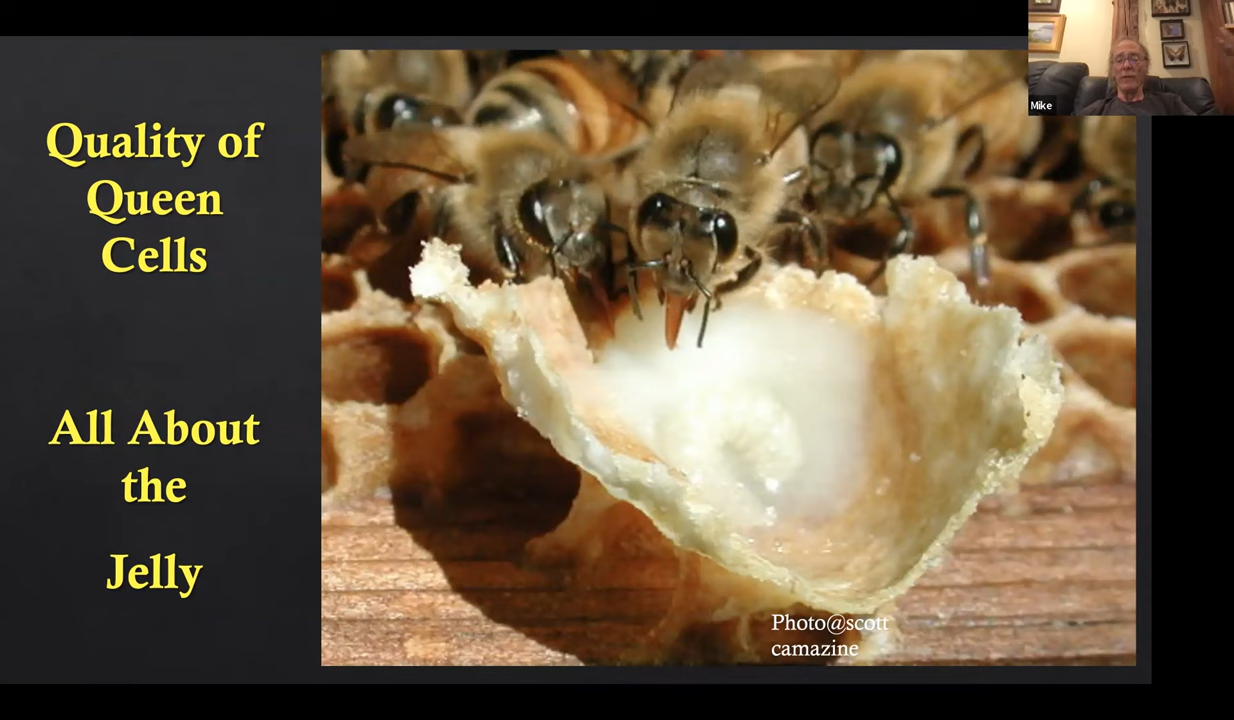 Quality of
Queen
Cells
All About
the
Jelly
Photo@scott
camazine
Mike